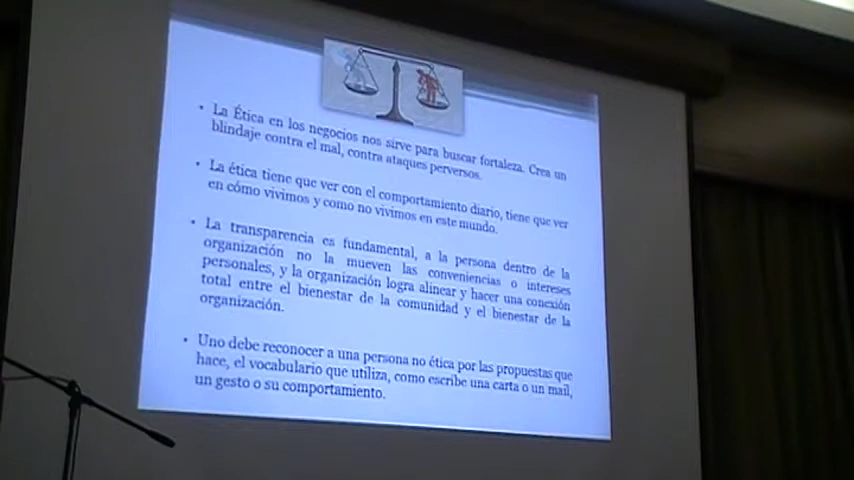 • La Ética en los negocios nos sirve para buscar fortaleza. Crea un
blindaje contra el mal, contra ataques perversos.
• La ética tiene que ver con el comportamiento diario, tiene que ver
en cómo vivimos y como no vivimos en este mundo.
• La transparencia es fundamental, a la persona dentro de la
organización no la mueven las conveniencias o intereses
personales, y la organización logra alinear y hacer una conexión
total entre el bienestar de la comunidad y el bienestar de la
organización.
• Uno debe reconocer a una persona no ética por las propuestas que
hace, el vocabulario que utiliza, como escribe una carta o un mail,
un gesto o su comportamiento.